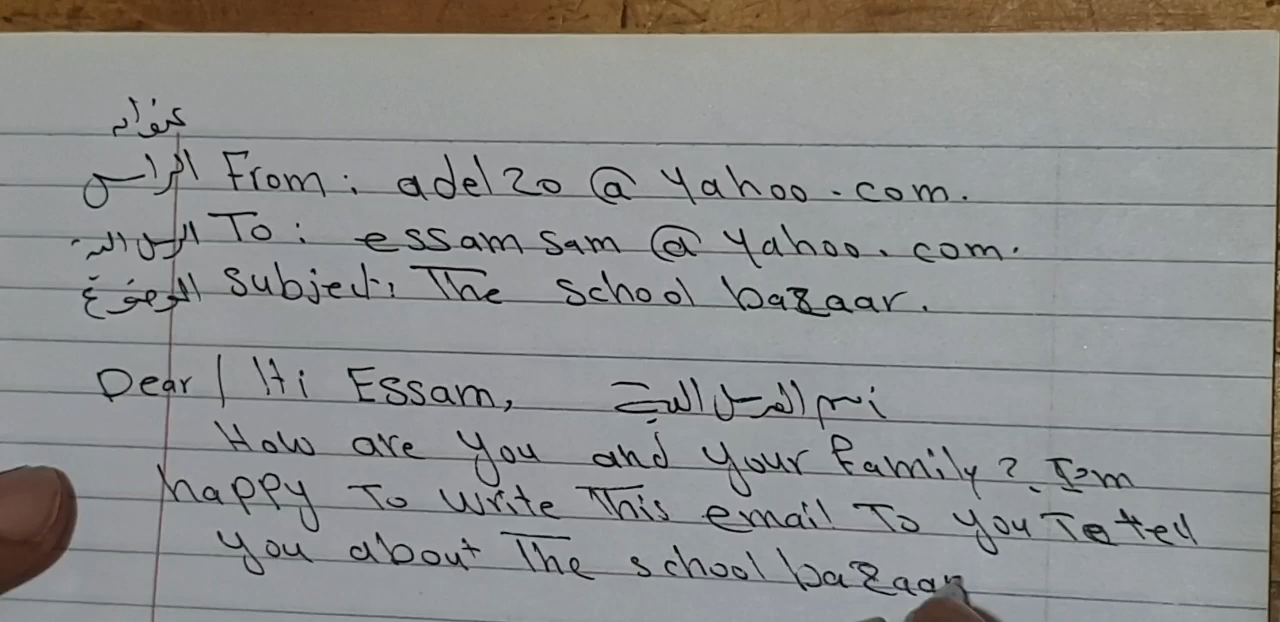 عنوان
الراسل From: adel20@yahoo.com.
المرسل اليه To: essamsam@yahoo.com.
الموضوع Subject: The school bazaar.
Dear / Hi Essam, اسم المرسل اليه
How are you and your family? I'm
happy To write This email To you To tell
you about The school bazaar